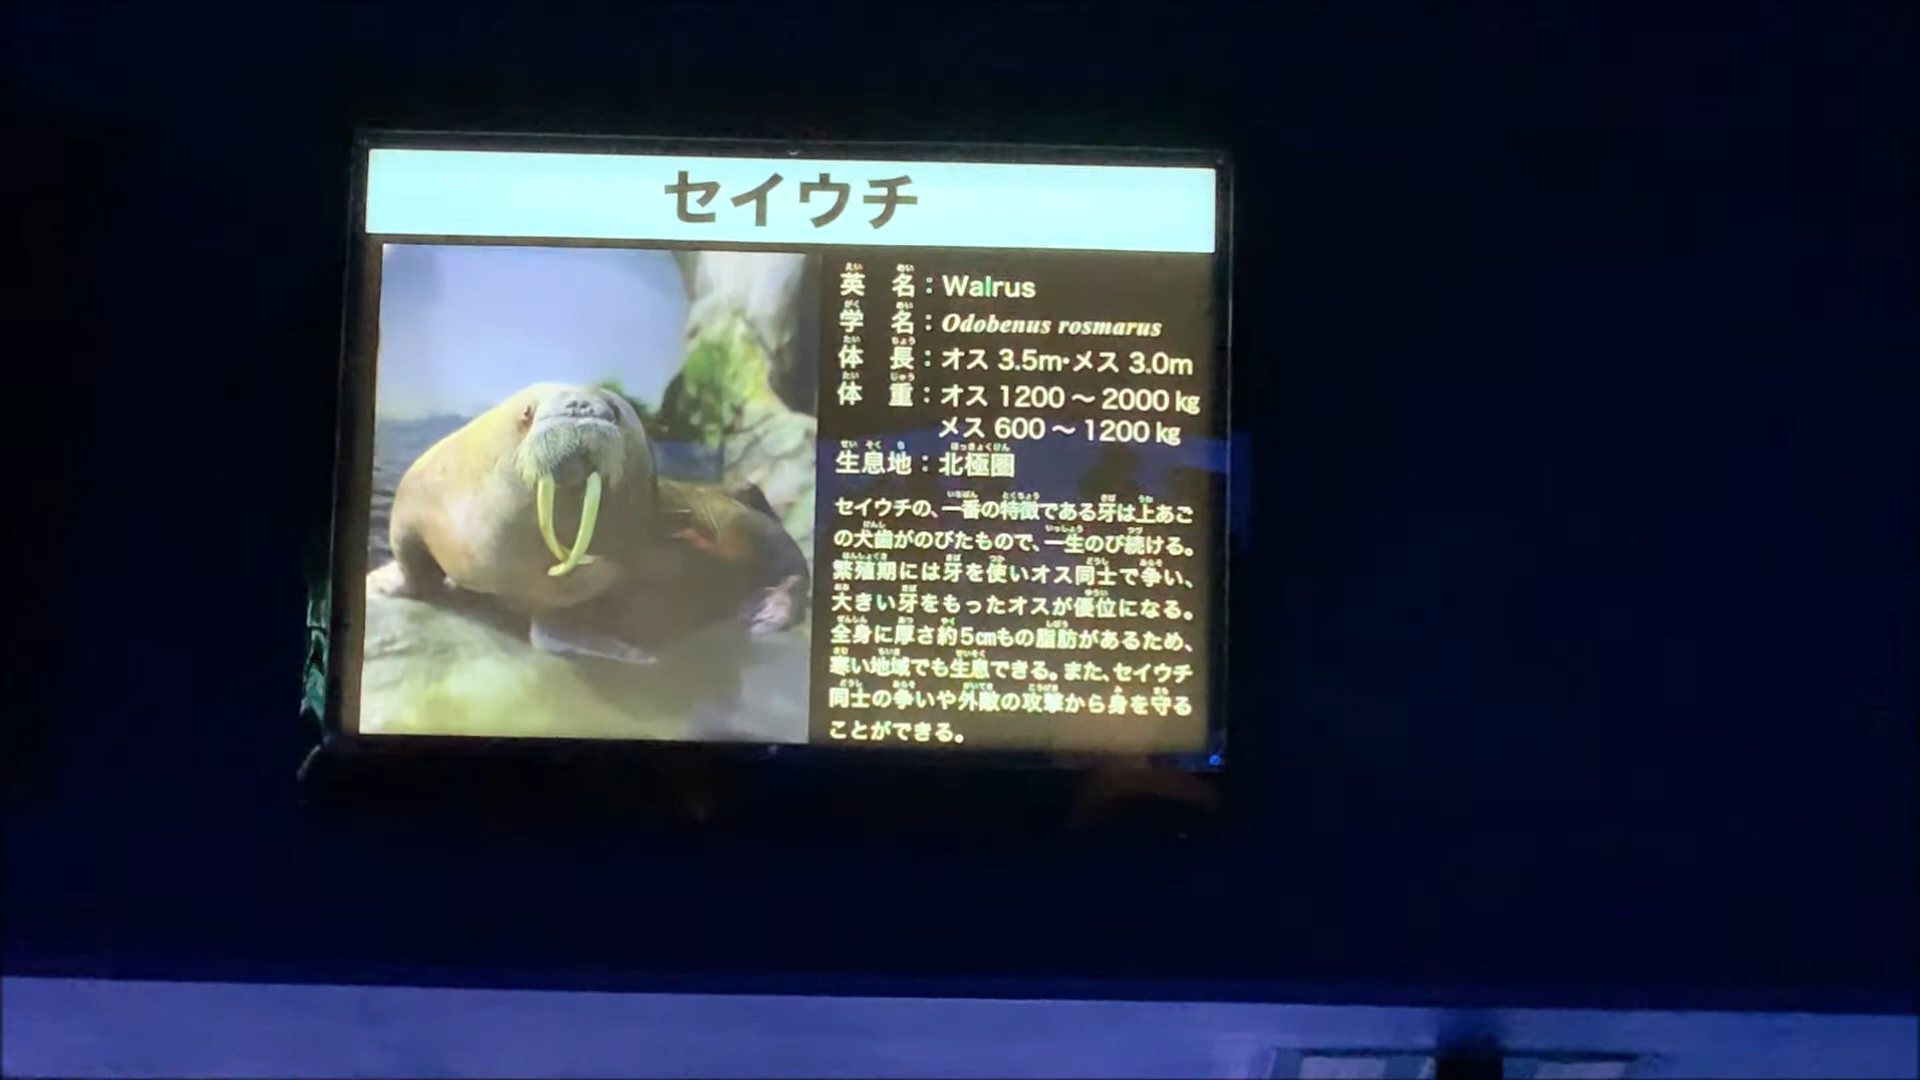 セイウチ
英名：Walrus
学名：Odobenus rosmarus
体長：オス 3.5m・メス 3.0m
体重：オス 1200～2000㎏
メス 600～1200㎏
生息地：北極圏
セイウチの、一番の特徴である牙は上あご
の犬歯がのびたもので、一生のび続ける。
繁殖期には牙を使いオス同士で争い、
大きい牙をもったオスが優位になる。
全身に厚さ約5㎝もの脂肪があるため、
寒い地域でも生息できる。また、セイウチ
同士の争いや外敵の攻撃から身を守る
ことができる。